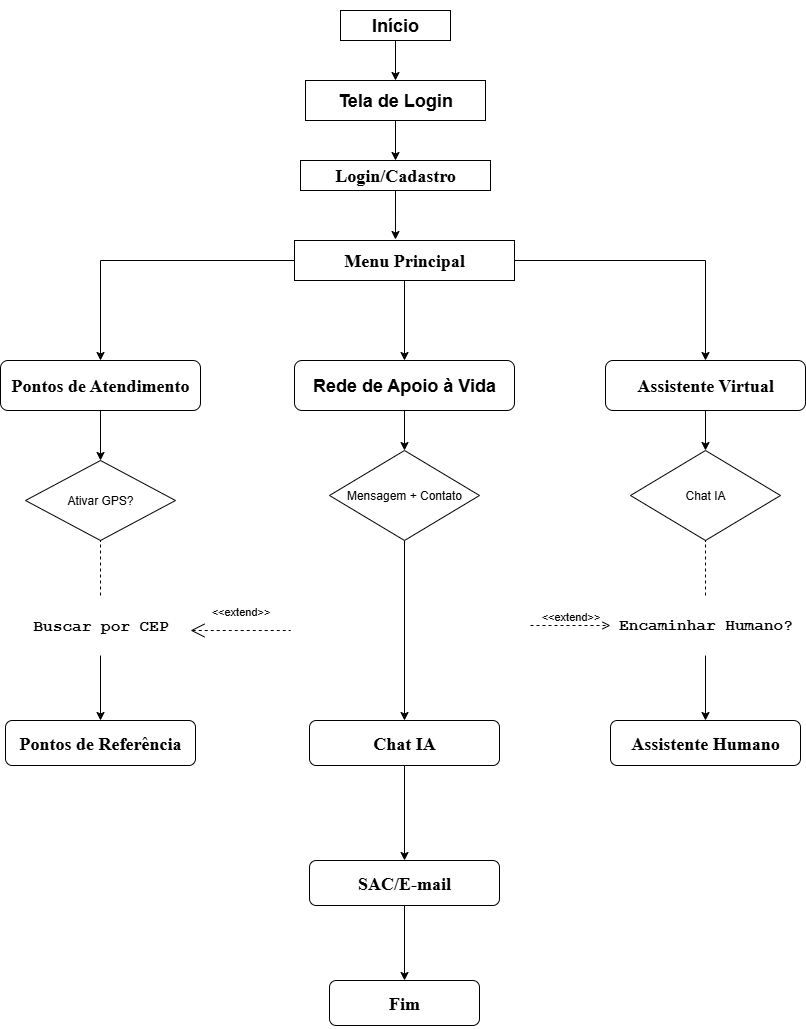 Início
Tela de Login
Login/Cadastro
Menu Principal
Pontos de Atendimento
Rede de Apoio à Vida
Assistente Virtual
Ativar GPS?
Mensagem + Contato
Chat IA
<<extend>>
<<extend>>
Buscar por CEP
Encaminhar Humano?
Pontos de Referência
Chat IA
Assistente Humano
SAC/E-mail
Fim